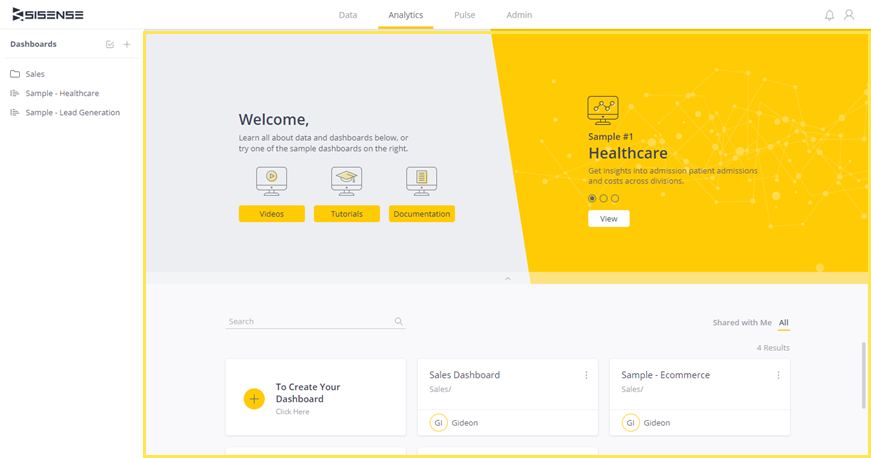 SISENSE
Data Analytics Pulse Admin
Dashboards
Sales
Sample - Healthcare
Sample - Lead Generation
Welcome,
Learn all about data and dashboards below, or
try one of the sample dashboards on the right.
Videos Tutorials Documentation
Sample #1
Healthcare
Get insights into admission patient admissions
and costs across divisions.
View
Search
Shared with Me All
4 Results
To Create Your
Dashboard
Click Here
Sales Dashboard
Sales/
GI Gideon
Sample - Ecommerce
Sales/
GI Gideon